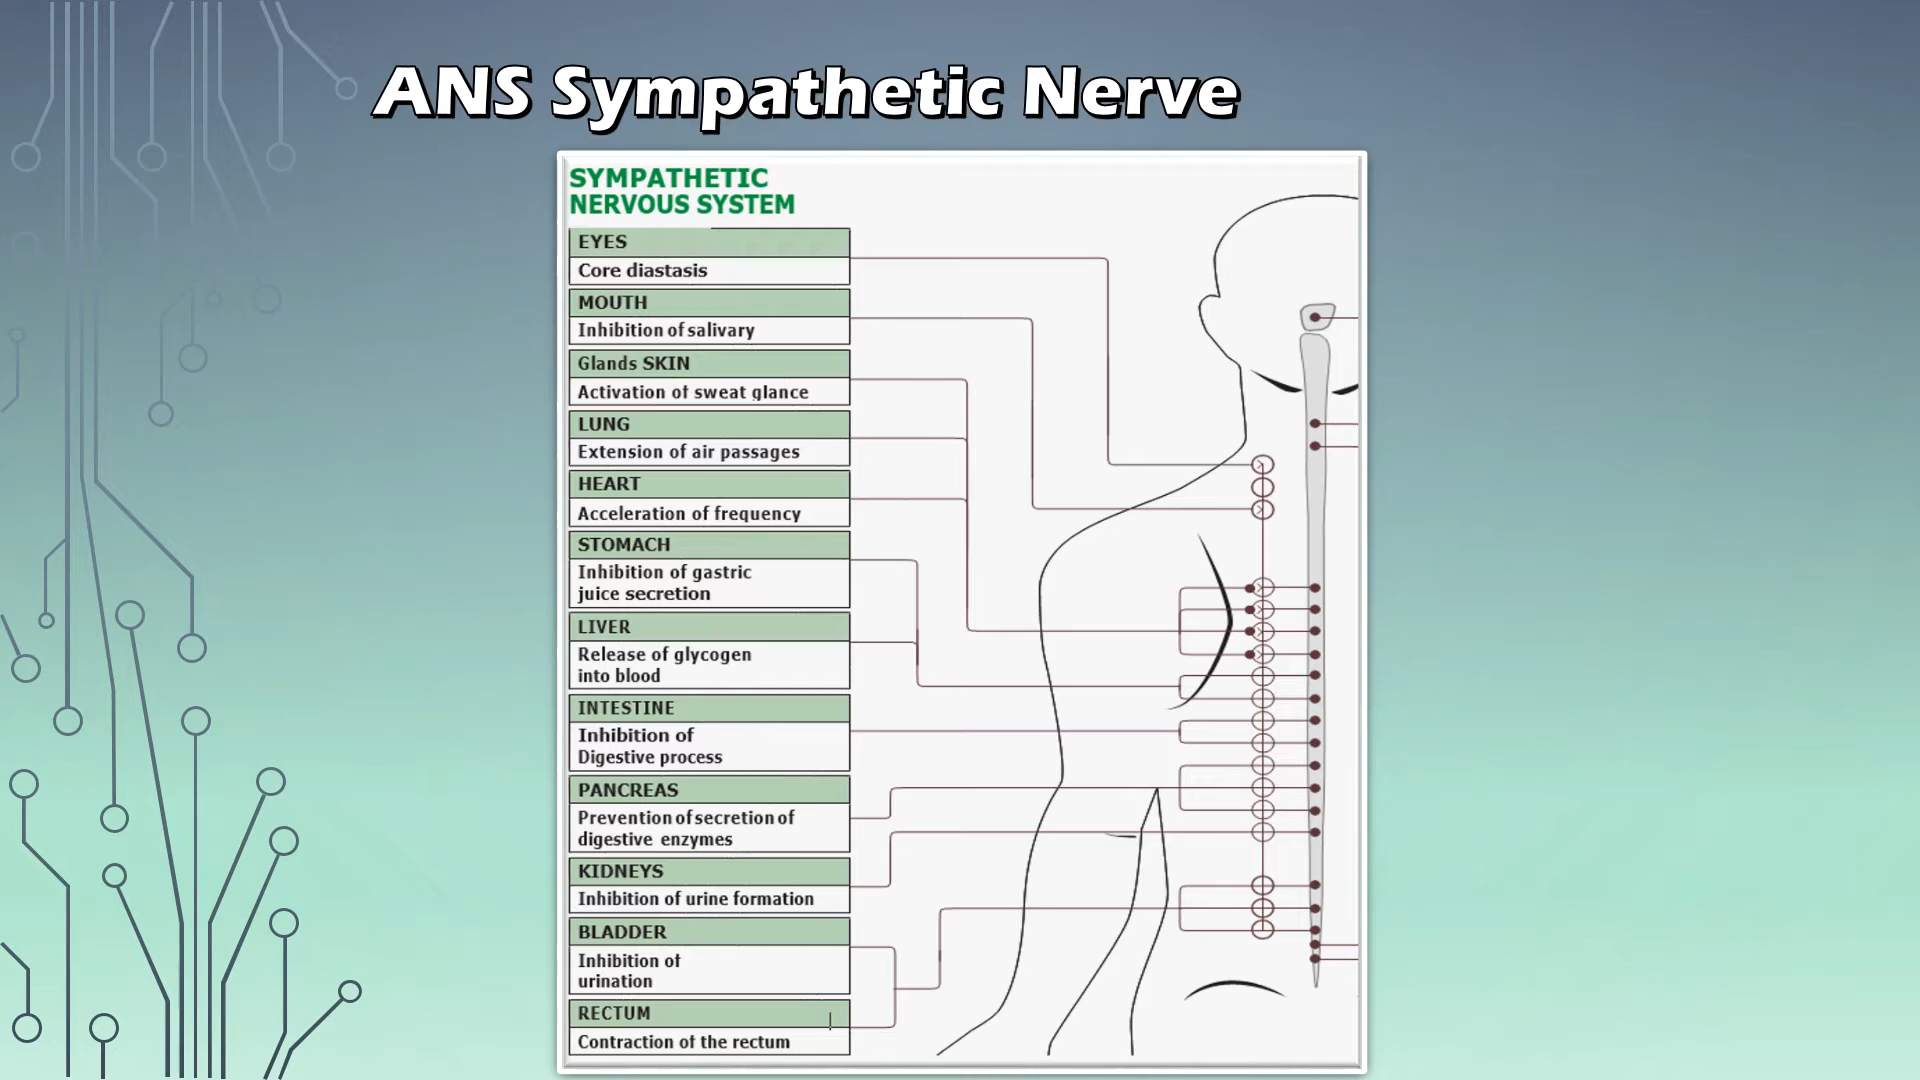 ANS Sympathetic Nerve
SYMPATHETIC
NERVOUS SYSTEM
EYES
Core diastasis
MOUTH
Inhibition of salivary
Glands SKIN
Activation of sweat glance
LUNG
Extension of air passages
HEART
Acceleration of frequency
STOMACH
Inhibition of gastric
juice secretion
LIVER
Release of glycogen
into blood
INTESTINE
Inhibition of
Digestive process
PANCREAS
Prevention of secretion of
digestive enzymes
KIDNEYS
Inhibition of urine formation
BLADDER
Inhibition of
urination
RECTUM
Contraction of the rectum